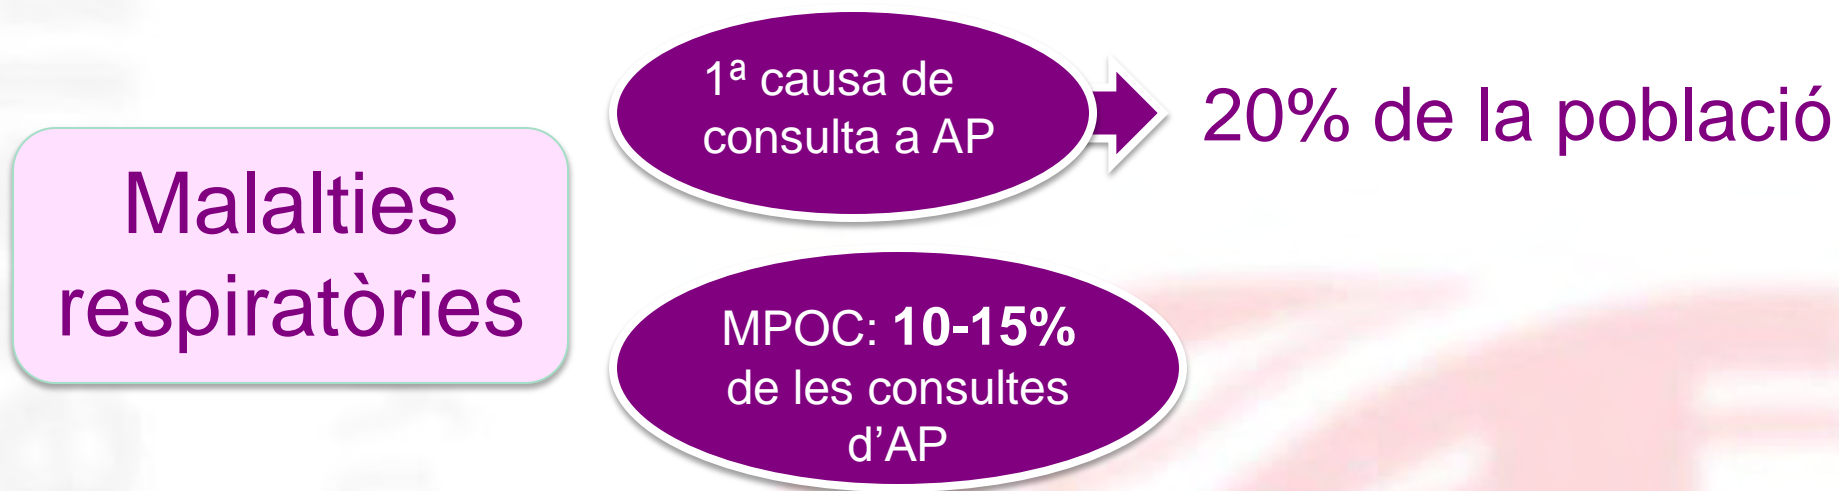 Malalties
respiratòries
1ª causa de
consulta a AP
20% de la població
MPOC: 10-15%
de les consultes
d’AP